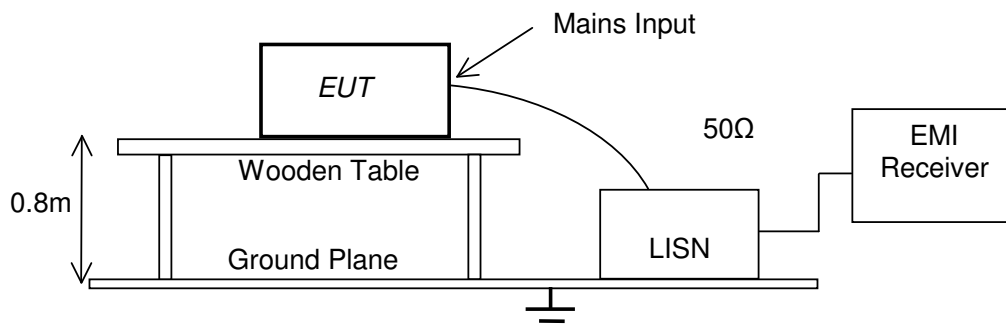 Mains Input
EUT
50Ω
EMI
Receiver
Wooden Table
0.8m
LISN
Ground Plane